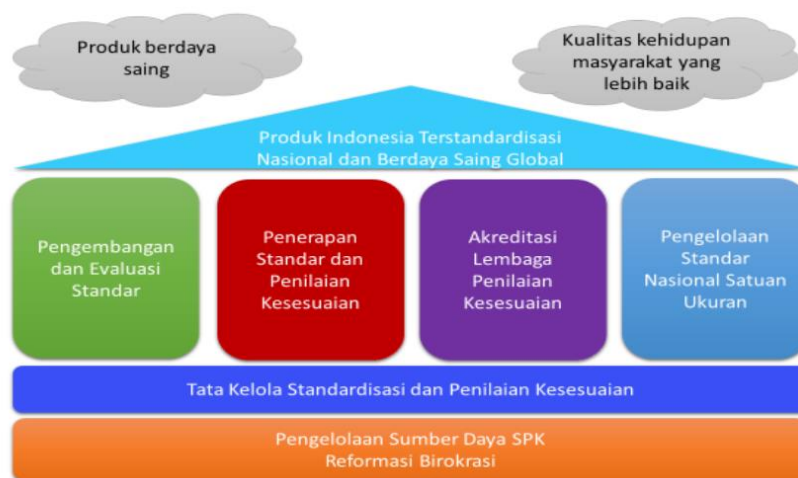 Produk berdaya
saing
Kualitas kehidupan
masyarakat yang
lebih baik
Produk Indonesia Terstandardisasi
Nasional dan Berdaya Saing Global
Pengembangan
dan Evaluasi
Standar
Penerapan
Standar dan
Penilaian
Kesesuaian
Akreditasi
Lembaga
Penilaian
Kesesuaian
Pengelolaan
Standar
Nasional Satuan
Ukuran
Tata Kelola Standardisasi dan Penilaian Kesesuaian
Pengelolaan Sumber Daya SPK
Reformasi Birokrasi